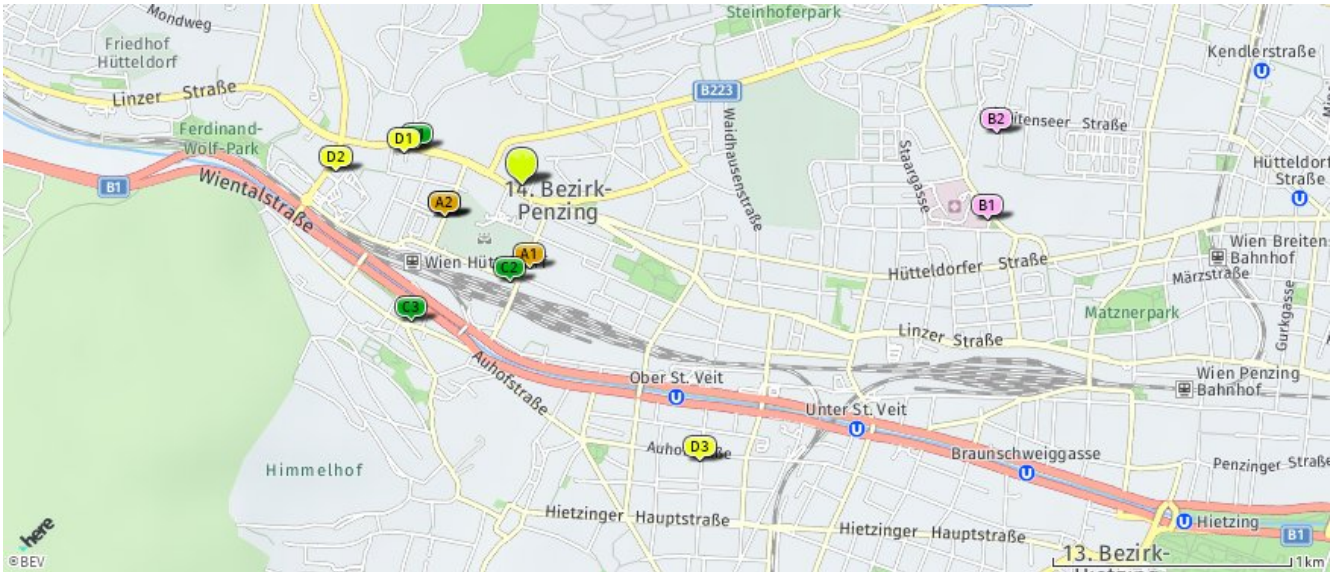 Mondweg
Steinhoferpark
Friedhof
Hütteldorf
Kendlerstraße
U
Linzer Straße
B223
Ferdinand-
Wolf-Park
D1
B2
Straße
Waidhausenstraße
Staargasse
D2
Hütteldorf
Straße
U
B1
Wientalstraße
14. Bezirk-
Penzing
A2
B1
Wien Breiten-
Bahnhof
Wien
A1
C2
Hütteldorfer Straße
Märzstraße
C3
Matznerpark
Gurkgasse
Linzer Straße
Auhofstraße
Ober St. Veit
U
Wien Penzing
Bahnhof
Unter St. Veit
U
D3
Braunschweiggasse
U
Himmelhof
Penzinger Straße
Hietzinger Hauptstraße
Hietzinger Hauptstraße
U Hietzing
B1
here
©BEV
13. Bezirk-
1km